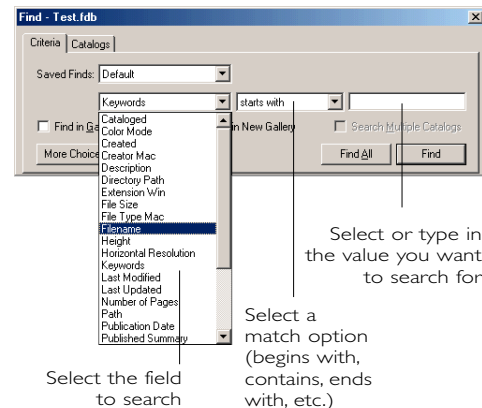 Find - Test.fdb
Criteria Catalogs
Saved Finds: Default
Keywords starts with
Find in Ga in New Gallery Search Multiple Catalogs
More Choice Find All Find
Cataloged
Color Mode
Created
Creator Mac
Description
Directory Path
Extension Win
File Size
File Type Mac
Filename
Height
Horizontal Resolution
Keywords
Last Modified
Last Updated
Number of Pages
Path
Publication Date
Published Summary
Select or type in
the value you want
to search for
Select a
match option
(begins with,
contains, ends
with, etc.)
Select the field
to search